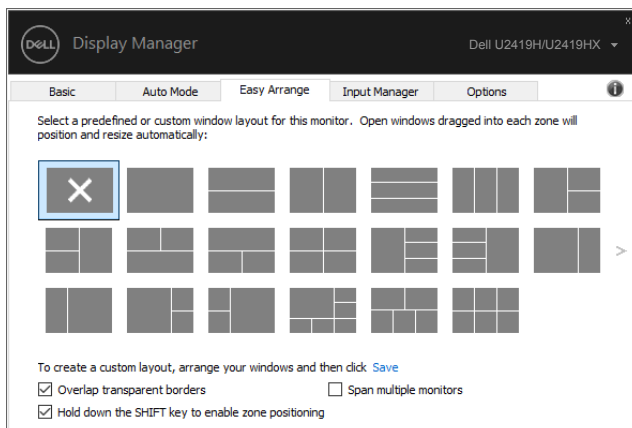 DELL
Display Manager
Dell U2419H/U2419HX
Basic
Auto Mode
Easy Arrange
Input Manager
Options
Select a predefined or custom window layout for this monitor. Open windows dragged into each zone will
position and resize automatically:
To create a custom layout, arrange your windows and then click Save
Overlap transparent borders
Span multiple monitors
Hold down the SHIFT key to enable zone positioning